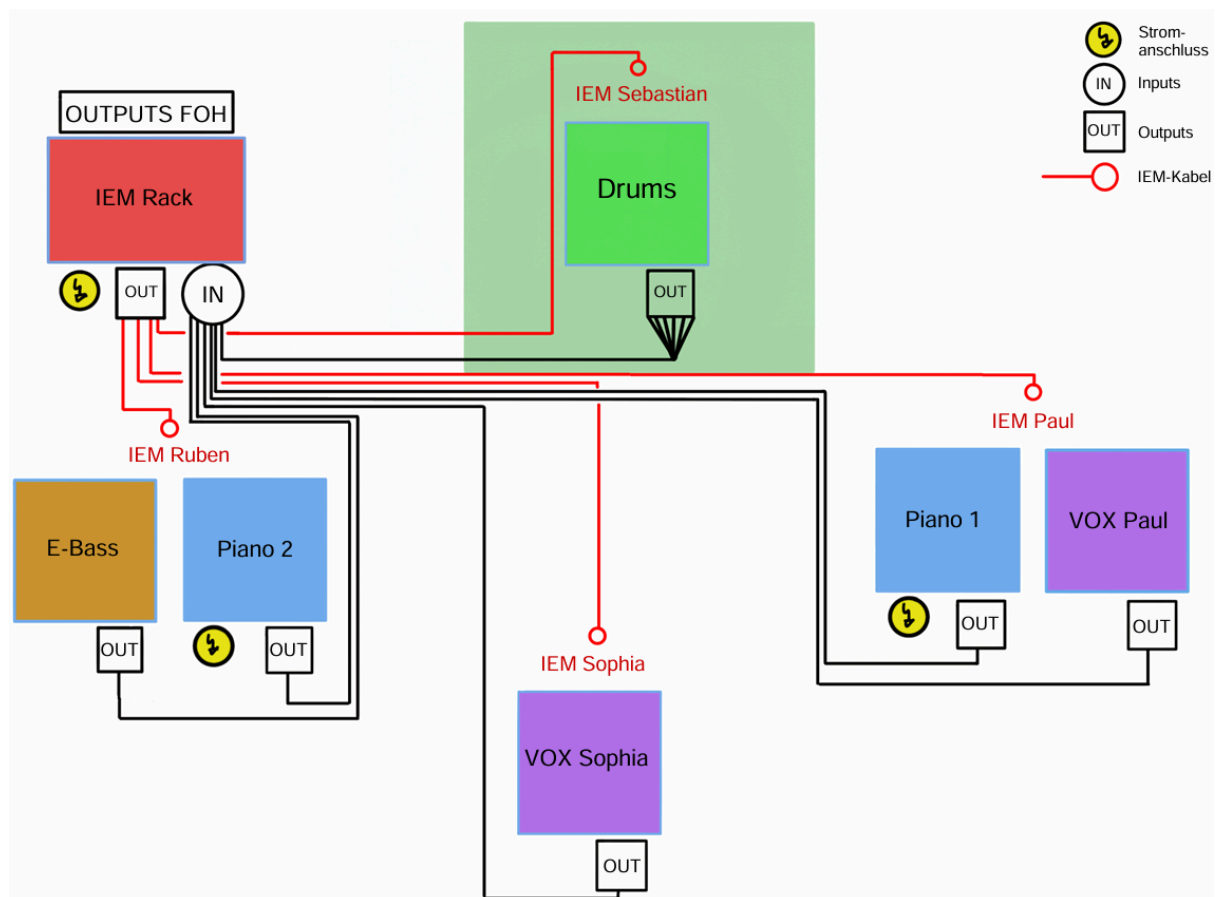 Strom-
anschluss
IN
Inputs
OUT
Outputs
IEM-Kabel
IEM Sebastian
OUTPUTS FOH
IEM Rack
Drums
OUT
IN
OUT
IEM Paul
IEM Ruben
E-Bass
Piano 2
Piano 1
VOX Paul
OUT
OUT
OUT
OUT
IEM Sophia
VOX Sophia
OUT